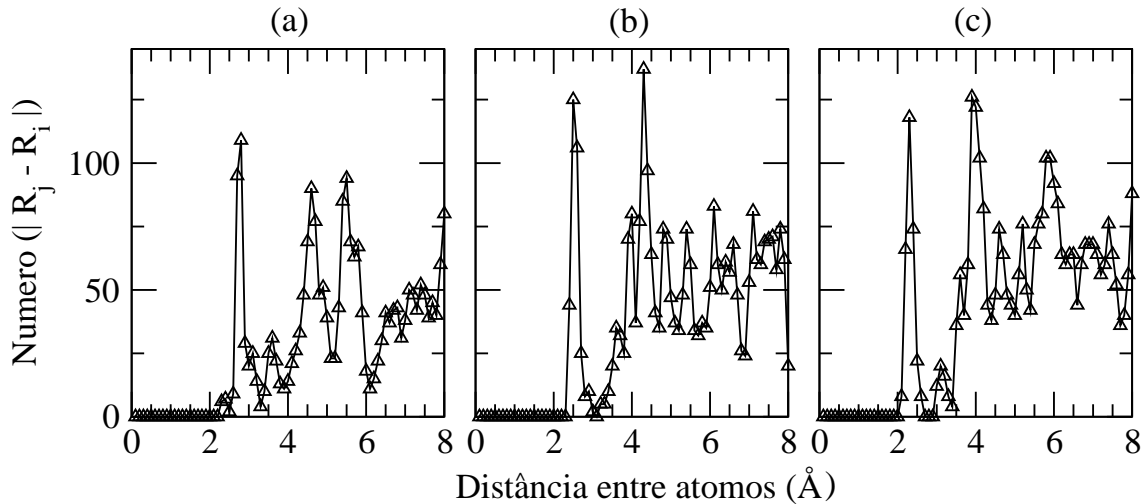 (a) (b) (c)
Numero (| R_j - R_i |)
100
50
0
0 2 4 6 8 0 2 4 6 8 0 2 4 6 8
Distância entre atomos (Å)